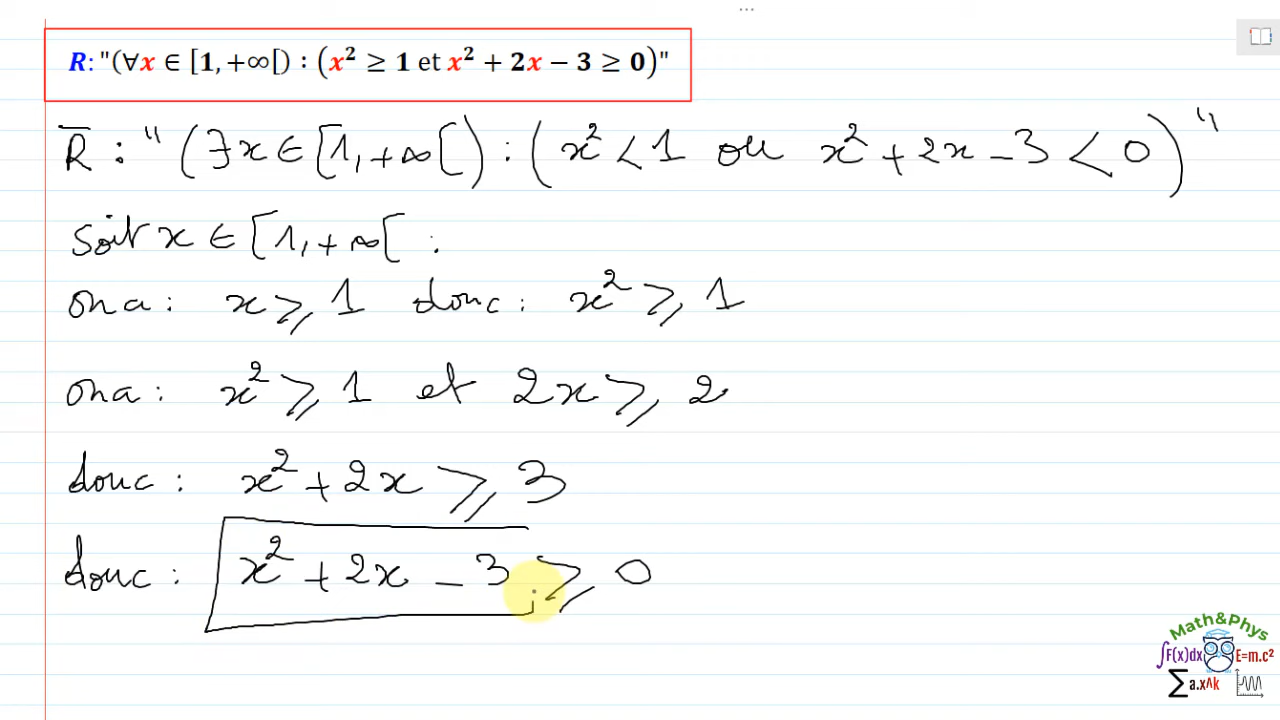 R: "(∀x ∈ [1, +∞[) : (x² ≥ 1 et x² + 2x − 3 ≥ 0)"
R̅ : "(∃x ∈ [1, +∞[) : (x² < 1 ou x² + 2x − 3 < 0)"
Soit x ∈ [1, +∞[ :
on a : x ⩾ 1 donc : x² ⩾ 1
on a : x² ⩾ 1 et 2x ⩾ 2
donc : x² + 2x ⩾ 3
donc : x² + 2x − 3 ⩾ 0
Math&Phys
∫F(x)dx E=m.c²
∑ a.x^k